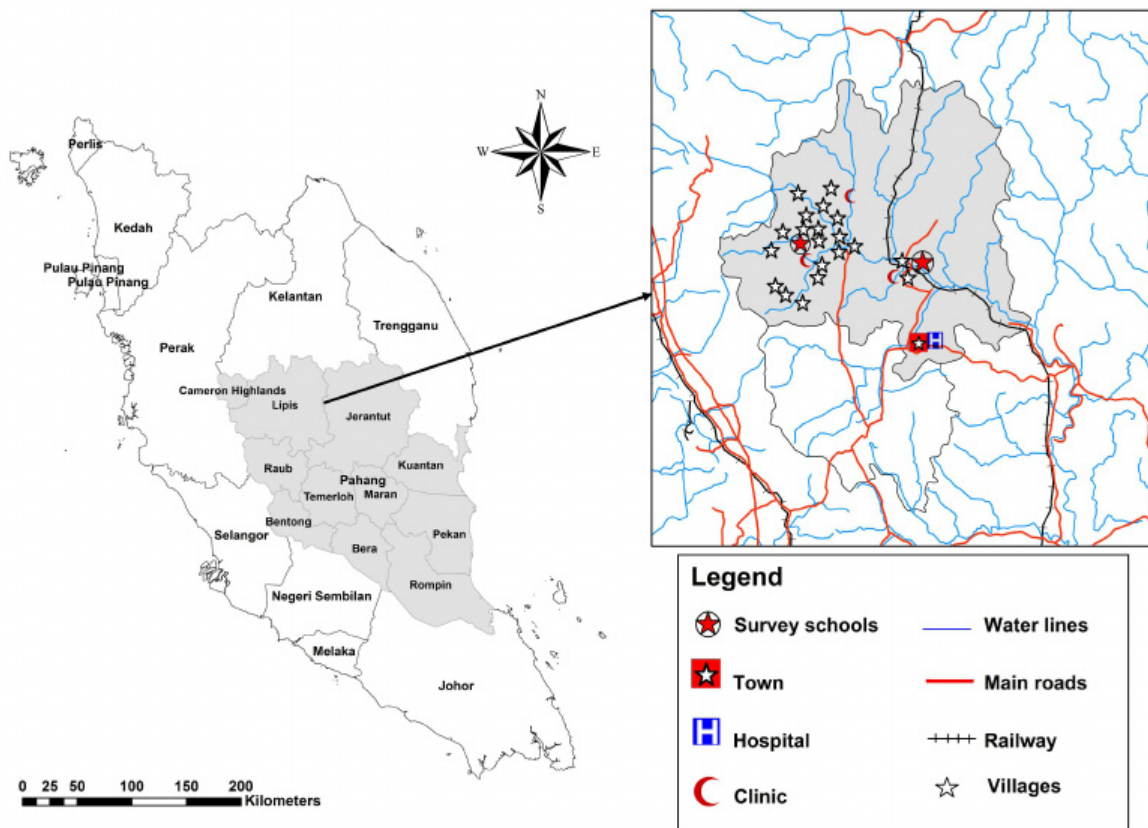 N
W
E
S
Perlis
Kedah
Pulau Pinang
Pulau Pinang
Kelantan
Trengganu
Perak
Cameron Highlands
Lipis
Jerantut
Raub
Kuantan
Pahang
Temerloh
Maran
Bentong
Selangor
Pekan
Bera
Rompin
Negeri Sembilan
Melaka
Johor
0 25 50 100 150 200
Kilometers
H
Legend
Survey schools
Water lines
Town
Main roads
H
Hospital
Railway
Clinic
Villages